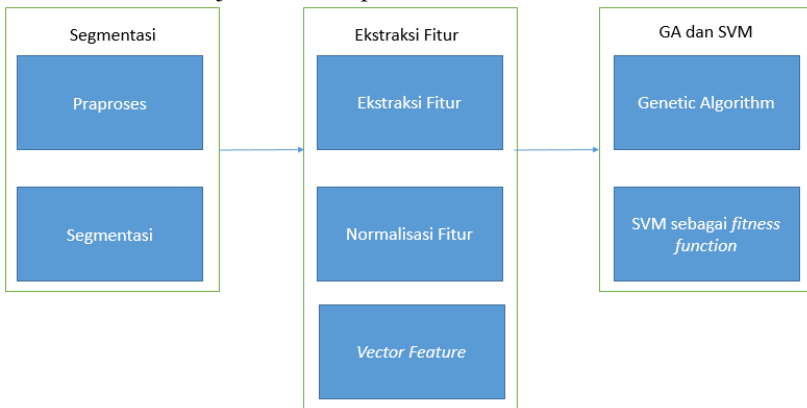 Segmentasi
Praproses
Segmentasi
Ekstraksi Fitur
Ekstraksi Fitur
Normalisasi Fitur
Vector Feature
GA dan SVM
Genetic Algorithm
SVM sebagai fitness
function